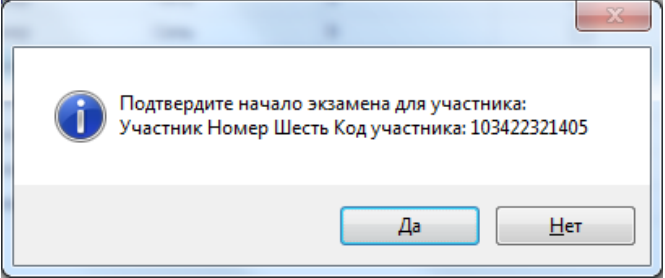 Подтвердите начало экзамена для участника:
Участник Номер Шесть Код участника: 103422321405
Да
Нет